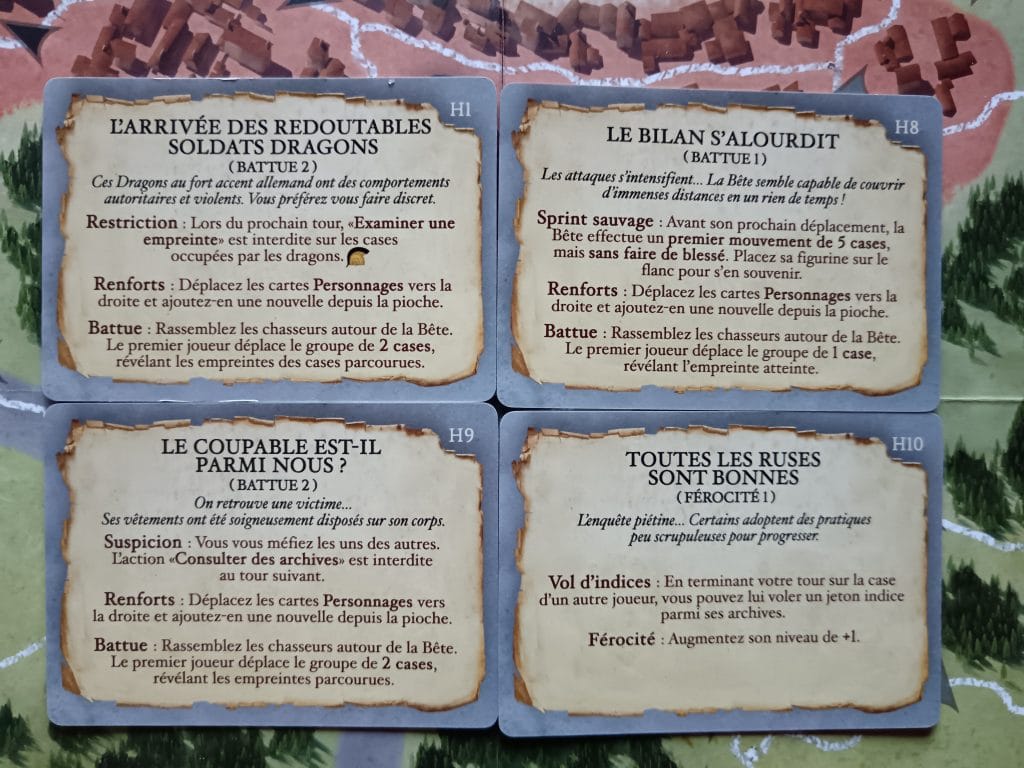 H1
L'ARRIVÉE DES REDOUTABLES
SOLDATS DRAGONS
(BATTUE 2)
Ces Dragons au fort accent allemand ont des comportements
autoritaires et violents. Vous préférez vous faire discret.
Restriction : Lors du prochain tour, «Examiner une
empreinte» est interdite sur les cases
occupées par les dragons.
Renforts : Déplacez les cartes Personnages vers la
droite et ajoutez-en une nouvelle depuis la pioche.
Battue : Rassemblez les chasseurs autour de la Bête.
Le premier joueur déplace le groupe de 2 cases,
révélant les empreintes des cases parcourues.
H8
LE BILAN S'ALOURDIT
(BATTUE 1)
Les attaques s'intensifient... La Bête semble capable de couvrir
d'immenses distances en un rien de temps !
Sprint sauvage : Avant son prochain déplacement, la
Bête effectue un premier mouvement de 5 cases,
mais sans faire de blessé. Placez sa figurine sur le
flanc pour s'en souvenir.
Renforts : Déplacez les cartes Personnages vers la
droite et ajoutez-en une nouvelle depuis la pioche.
Battue : Rassemblez les chasseurs autour de la Bête.
Le premier joueur déplace le groupe de 1 case,
révélant l'empreinte atteinte.
H9
LE COUPABLE EST-IL
PARMI NOUS ?
(BATTUE 2)
On retrouve une victime...
Ses vêtements ont été soigneusement disposés sur son corps.
Suspicion : Vous vous méfiez les uns des autres.
L'action «Consulter des archives» est interdite
au tour suivant.
Renforts : Déplacez les cartes Personnages vers
la droite et ajoutez-en une nouvelle depuis la pioche.
Battue : Rassemblez les chasseurs autour de la Bête.
Le premier joueur déplace le groupe de 2 cases,
révélant les empreintes parcourues.
H10
TOUTES LES RUSES
SONT BONNES
(FÉROCITÉ 1)
L'enquête piétine... Certains adoptent des pratiques
peu scrupuleuses pour progresser.
Vol d'indices : En terminant votre tour sur la case
d'un autre joueur, vous pouvez lui voler un jeton indice
parmi ses archives.
Férocité : Augmentez son niveau de +1.